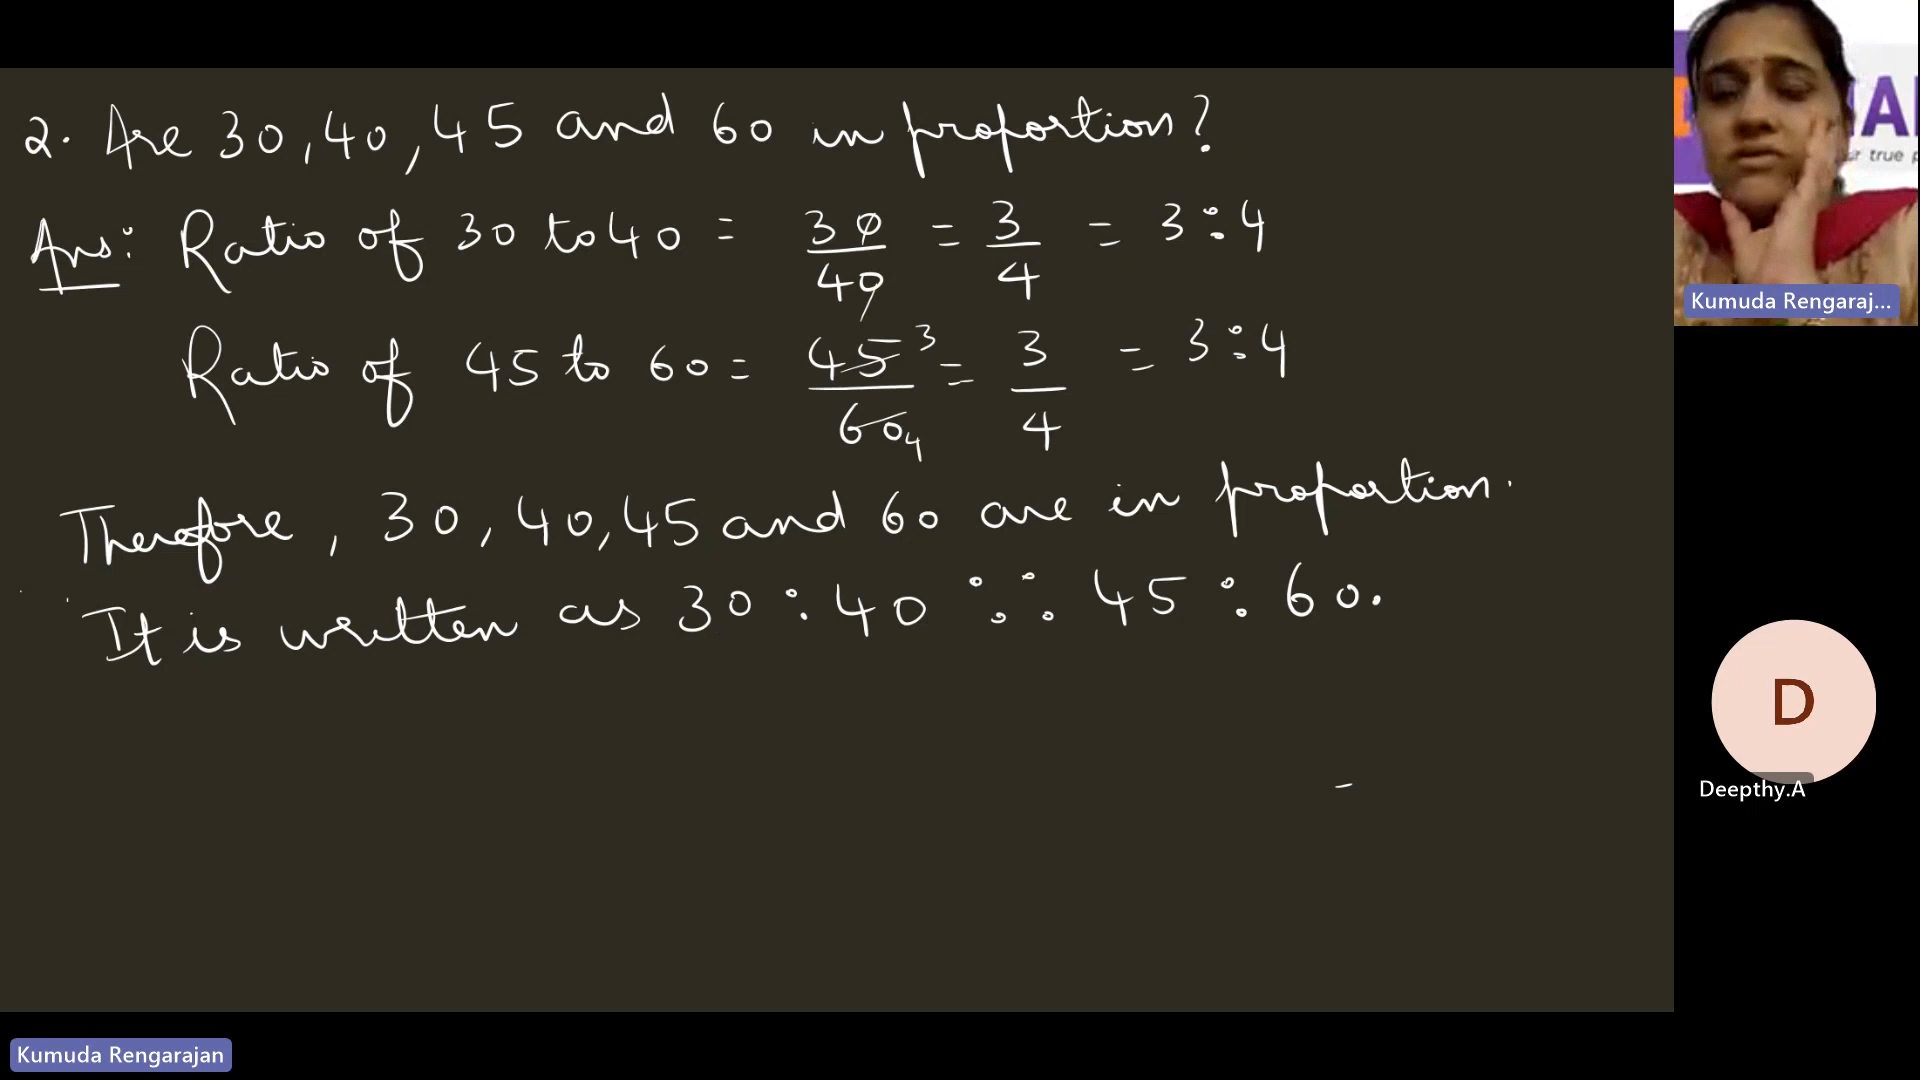 2. Are 30, 40, 45 and 60 in proportion?
Ans: Ratio of 30 to 40 = 30/40 = 3/4 = 3:4
Ratio of 45 to 60 = 45/60 3 4 = 3/4 = 3:4
Therefore, 30, 40, 45 and 60 are in proportion.
It is written as 30 : 40 :: 45 : 60.
Kumuda Rengaraj...
D
Deepthy.A
Kumuda Rengarajan